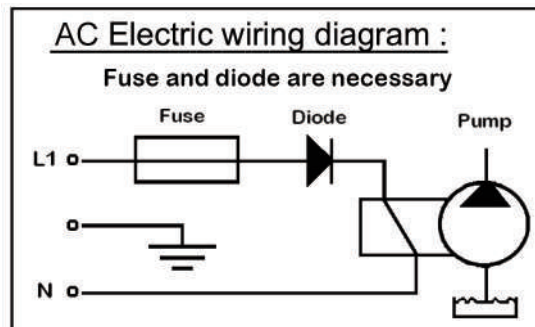 AC Electric wiring diagram :
Fuse and diode are necessary
Fuse Diode Pump
L1
N